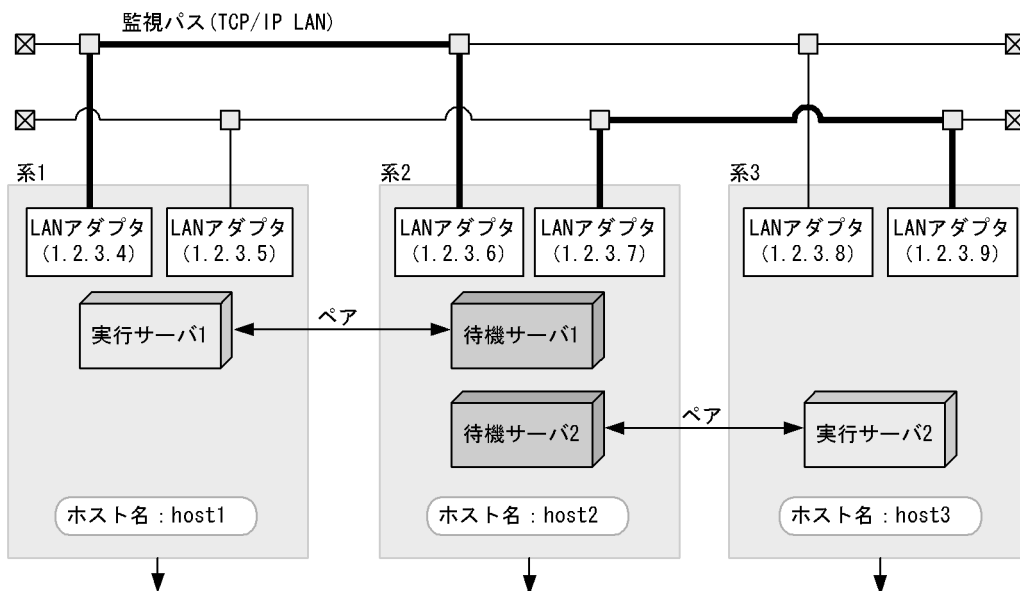 監視パス(TCP/IP LAN)
系1
系2
系3
LANアダプタ
(1.2.3.4)
LANアダプタ
(1.2.3.5)
LANアダプタ
(1.2.3.6)
LANアダプタ
(1.2.3.7)
LANアダプタ
(1.2.3.8)
LANアダプタ
(1.2.3.9)
実行サーバ1
ペア
待機サーバ1
待機サーバ2
ペア
実行サーバ2
ホスト名：host1
ホスト名：host2
ホスト名：host3